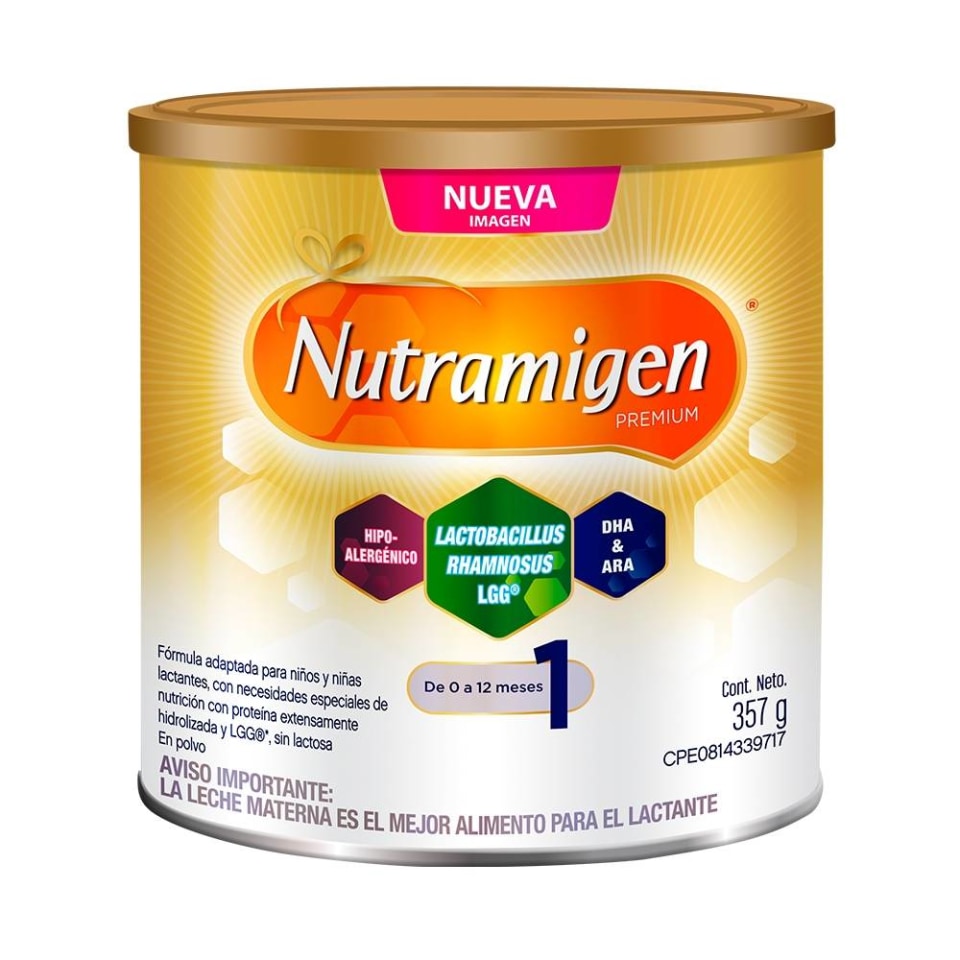 NUEVA
IMAGEN
Nutramigen®
PREMIUM
HIPO-
ALERGÉNICO
LACTOBACILLUS
RHAMNOSUS
LGG®
DHA
&
ARA
De 0 a 12 meses 1
Fórmula adaptada para niños y niñas
lactantes, con necesidades especiales de
nutrición con proteína extensamente
hidrolizada y LGG®*, sin lactosa
En polvo
Cont. Neto.
357 g
CPE0814339717
AVISO IMPORTANTE:
LA LECHE MATERNA ES EL MEJOR ALIMENTO PARA EL LACTANTE